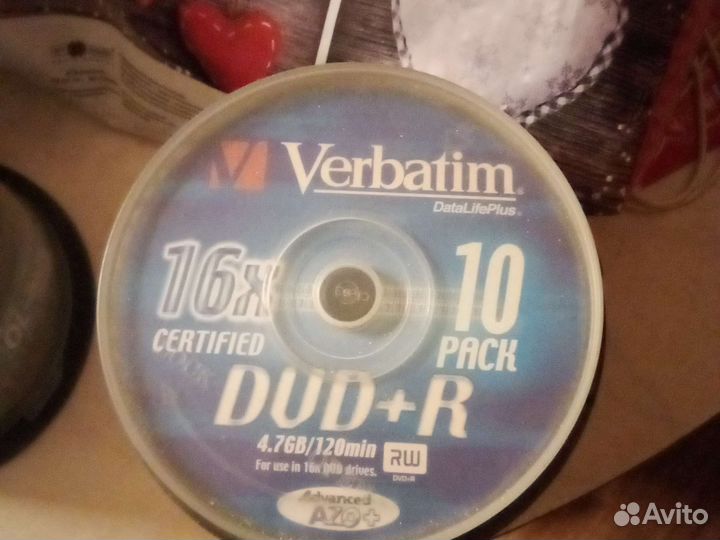 Verbatim
DataLifePlus
16x
10
CERTIFIED
PACK
DVD+R
4.7GB/120min
RW
For use in 16x DVD drives.
DVD+R
Advanced
AZO+
Avito